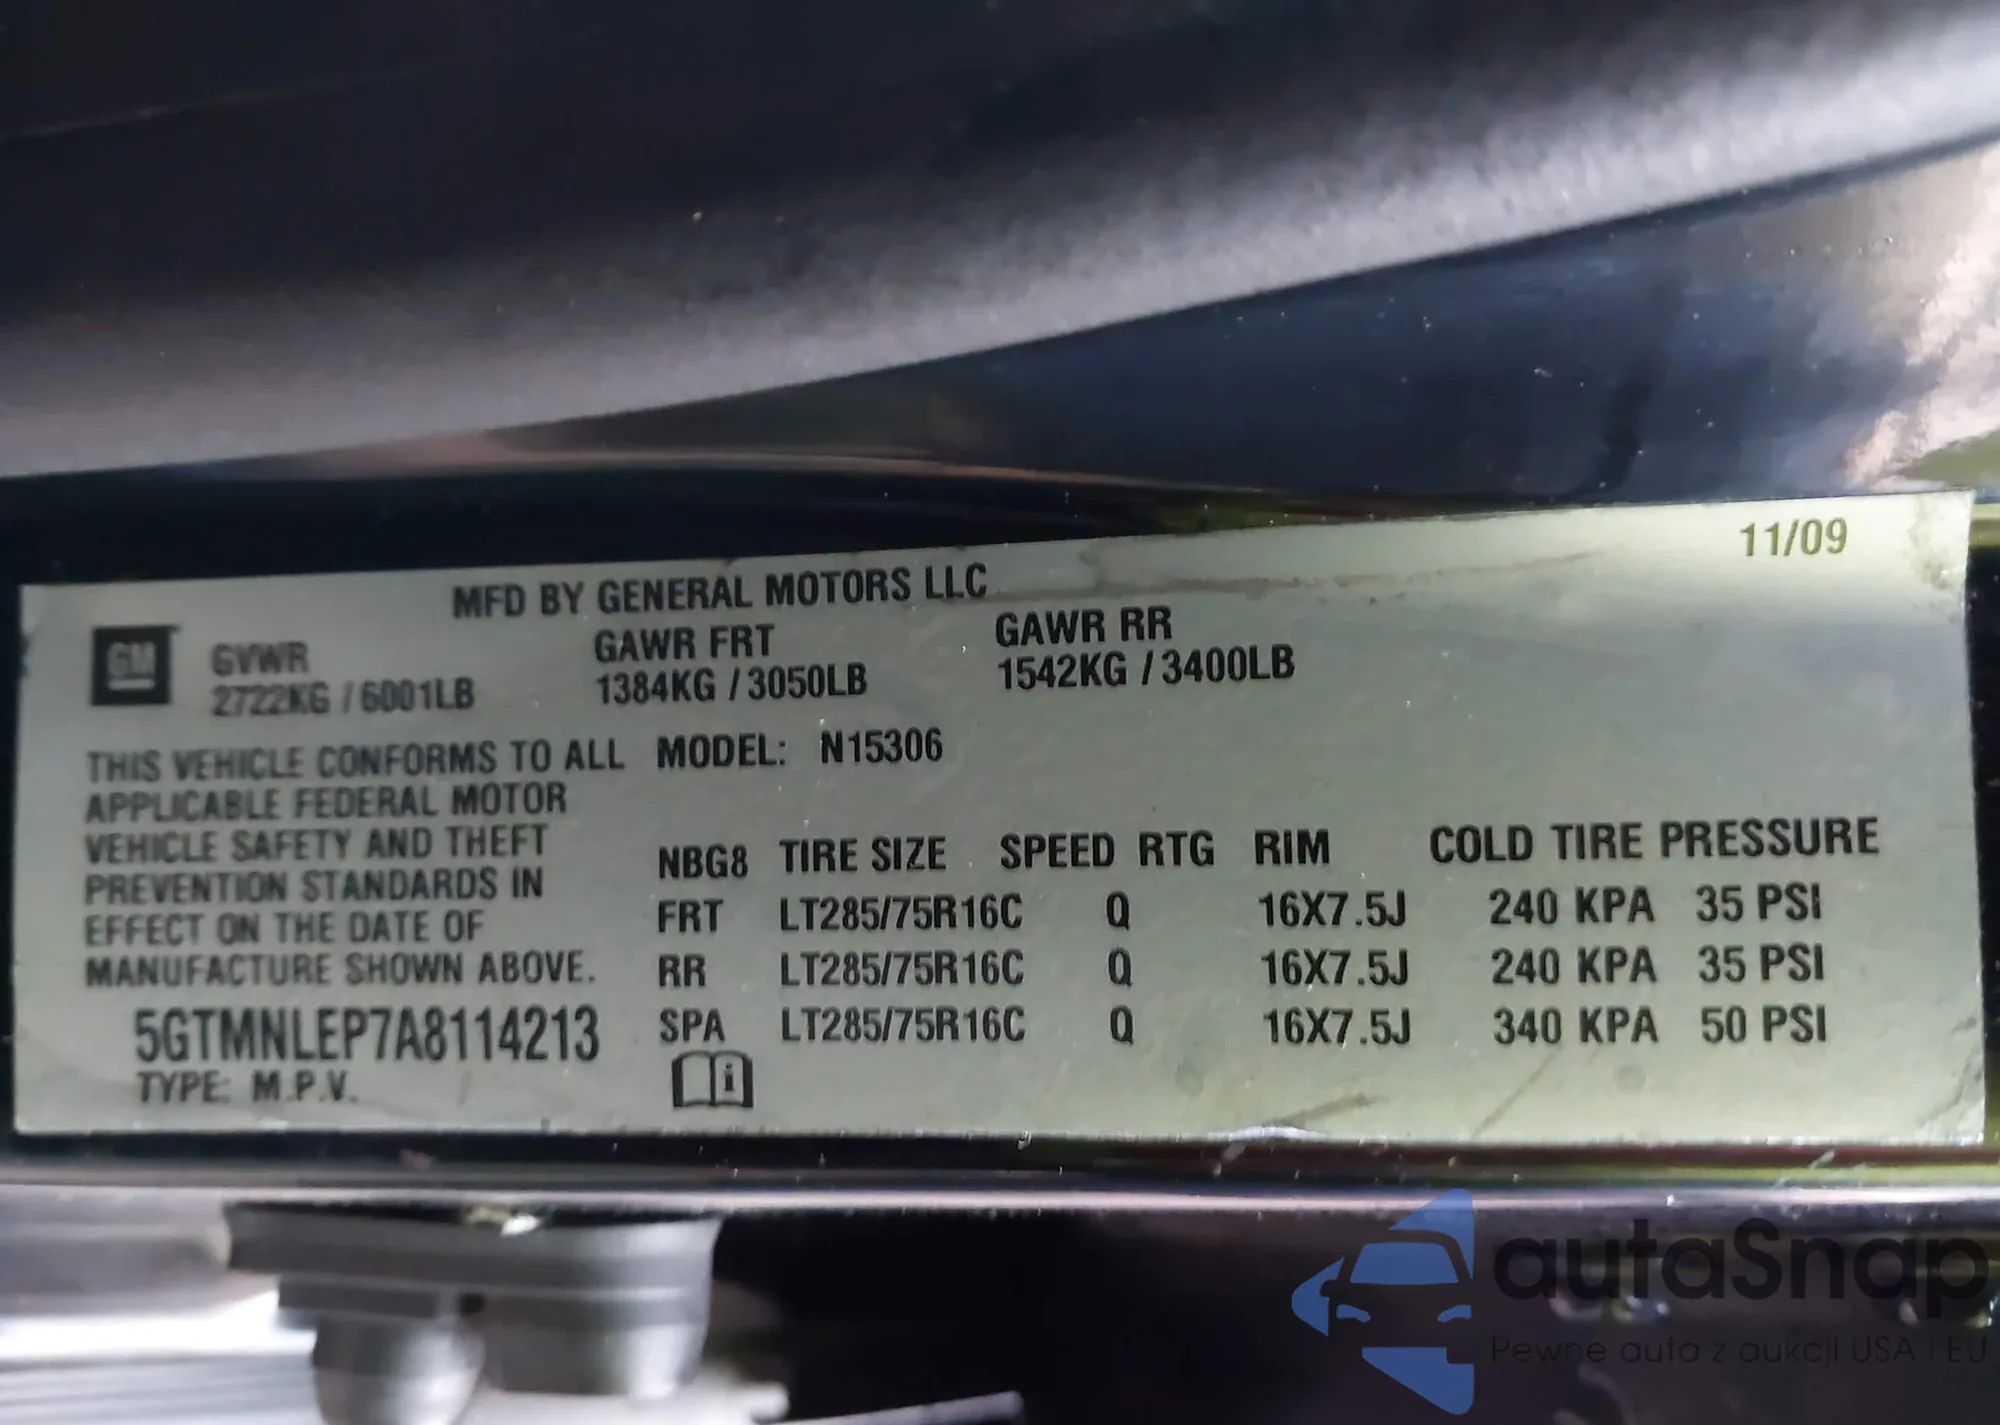 11/09
MFD BY GENERAL MOTORS LLC
GM
GVWR GAWR FRT GAWR RR
2722KG / 6001LB 1384KG / 3050LB 1542KG / 3400LB
THIS VEHICLE CONFORMS TO ALL
APPLICABLE FEDERAL MOTOR
VEHICLE SAFETY AND THEFT
PREVENTION STANDARDS IN
EFFECT ON THE DATE OF
MANUFACTURE SHOWN ABOVE.
5GTMNLEP7A8114213
TYPE: M.P.V.
MODEL: N15306
NBG8 TIRE SIZE SPEED RTG RIM COLD TIRE PRESSURE
FRT LT285/75R16C Q 16X7.5J 240 KPA 35 PSI
RR LT285/75R16C Q 16X7.5J 240 KPA 35 PSI
SPA LT285/75R16C Q 16X7.5J 340 KPA 50 PSI
i
autaSnap
Pewne auta z aukcji USA i EU